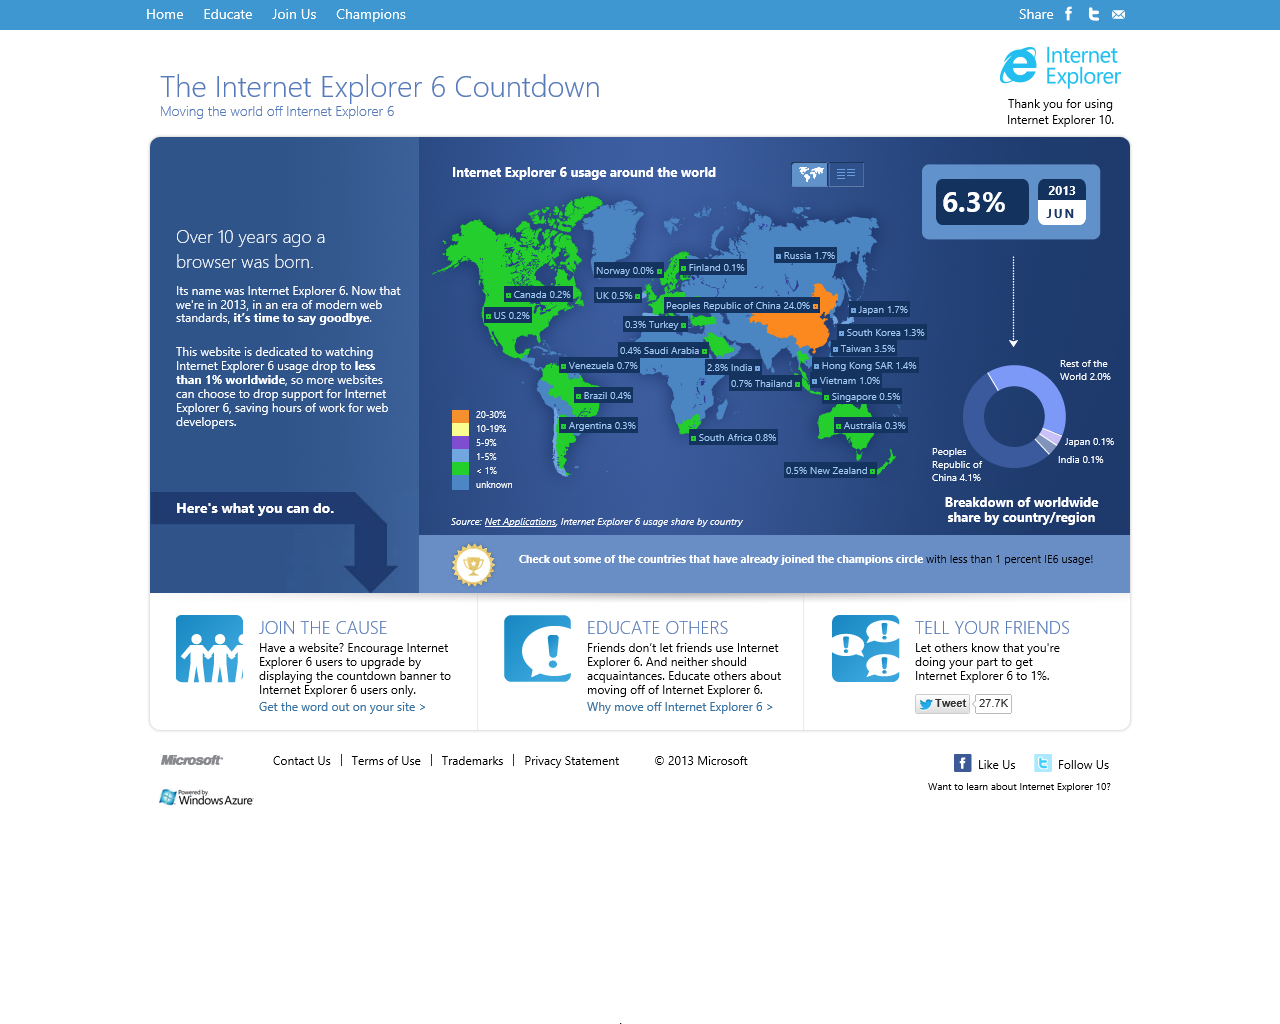 Home Educate Join Us Champions Share
Internet
Explorer
The Internet Explorer 6 Countdown
Moving the world off Internet Explorer 6
Thank you for using
Internet Explorer 10.
Over 10 years ago a
browser was born.
Its name was Internet Explorer 6. Now that
we're in 2013, in an era of modern web
standards, it's time to say goodbye.
This website is dedicated to watching
Internet Explorer 6 usage drop to less
than 1% worldwide, so more websites
can choose to drop support for Internet
Explorer 6, saving hours of work for web
developers.
Here's what you can do.
Internet Explorer 6 usage around the world
Russia 1.7%
Norway 0.0%
Finland 0.1%
Canada 0.2%
UK 0.5%
Peoples Republic of China 24.0%
Japan 1.7%
US 0.2%
0.3% Turkey
South Korea 1.3%
0.4% Saudi Arabia
Taiwan 3.5%
Venezuela 0.7%
2.8% India
Hong Kong SAR 1.4%
0.7% Thailand
Vietnam 1.0%
Brazil 0.4%
Singapore 0.5%
Argentina 0.3%
Australia 0.3%
South Africa 0.8%
0.5% New Zealand
20-30%
10-19%
5-9%
1-5%
< 1%
unknown
Source: Net Applications, Internet Explorer 6 usage share by country
6.3%
2013
JUN
Rest of the
World 2.0%
Japan 0.1%
India 0.1%
Peoples
Republic of
China 4.1%
Breakdown of worldwide
share by country/region
Check out some of the countries that have already joined the champions circle with less than 1 percent IE6 usage!
JOIN THE CAUSE
Have a website? Encourage Internet
Explorer 6 users to upgrade by
displaying the countdown banner to
Internet Explorer 6 users only.
Get the word out on your site >
EDUCATE OTHERS
Friends don't let friends use Internet
Explorer 6. And neither should
acquaintances. Educate others about
moving off of Internet Explorer 6.
Why move off Internet Explorer 6 >
TELL YOUR FRIENDS
Let others know that you're
doing your part to get
Internet Explorer 6 to 1%.
Tweet 27.7K
Microsoft Contact Us | Terms of Use | Trademarks | Privacy Statement © 2013 Microsoft
Like Us Follow Us
Want to learn about Internet Explorer 10?
Powered by
Windows Azure